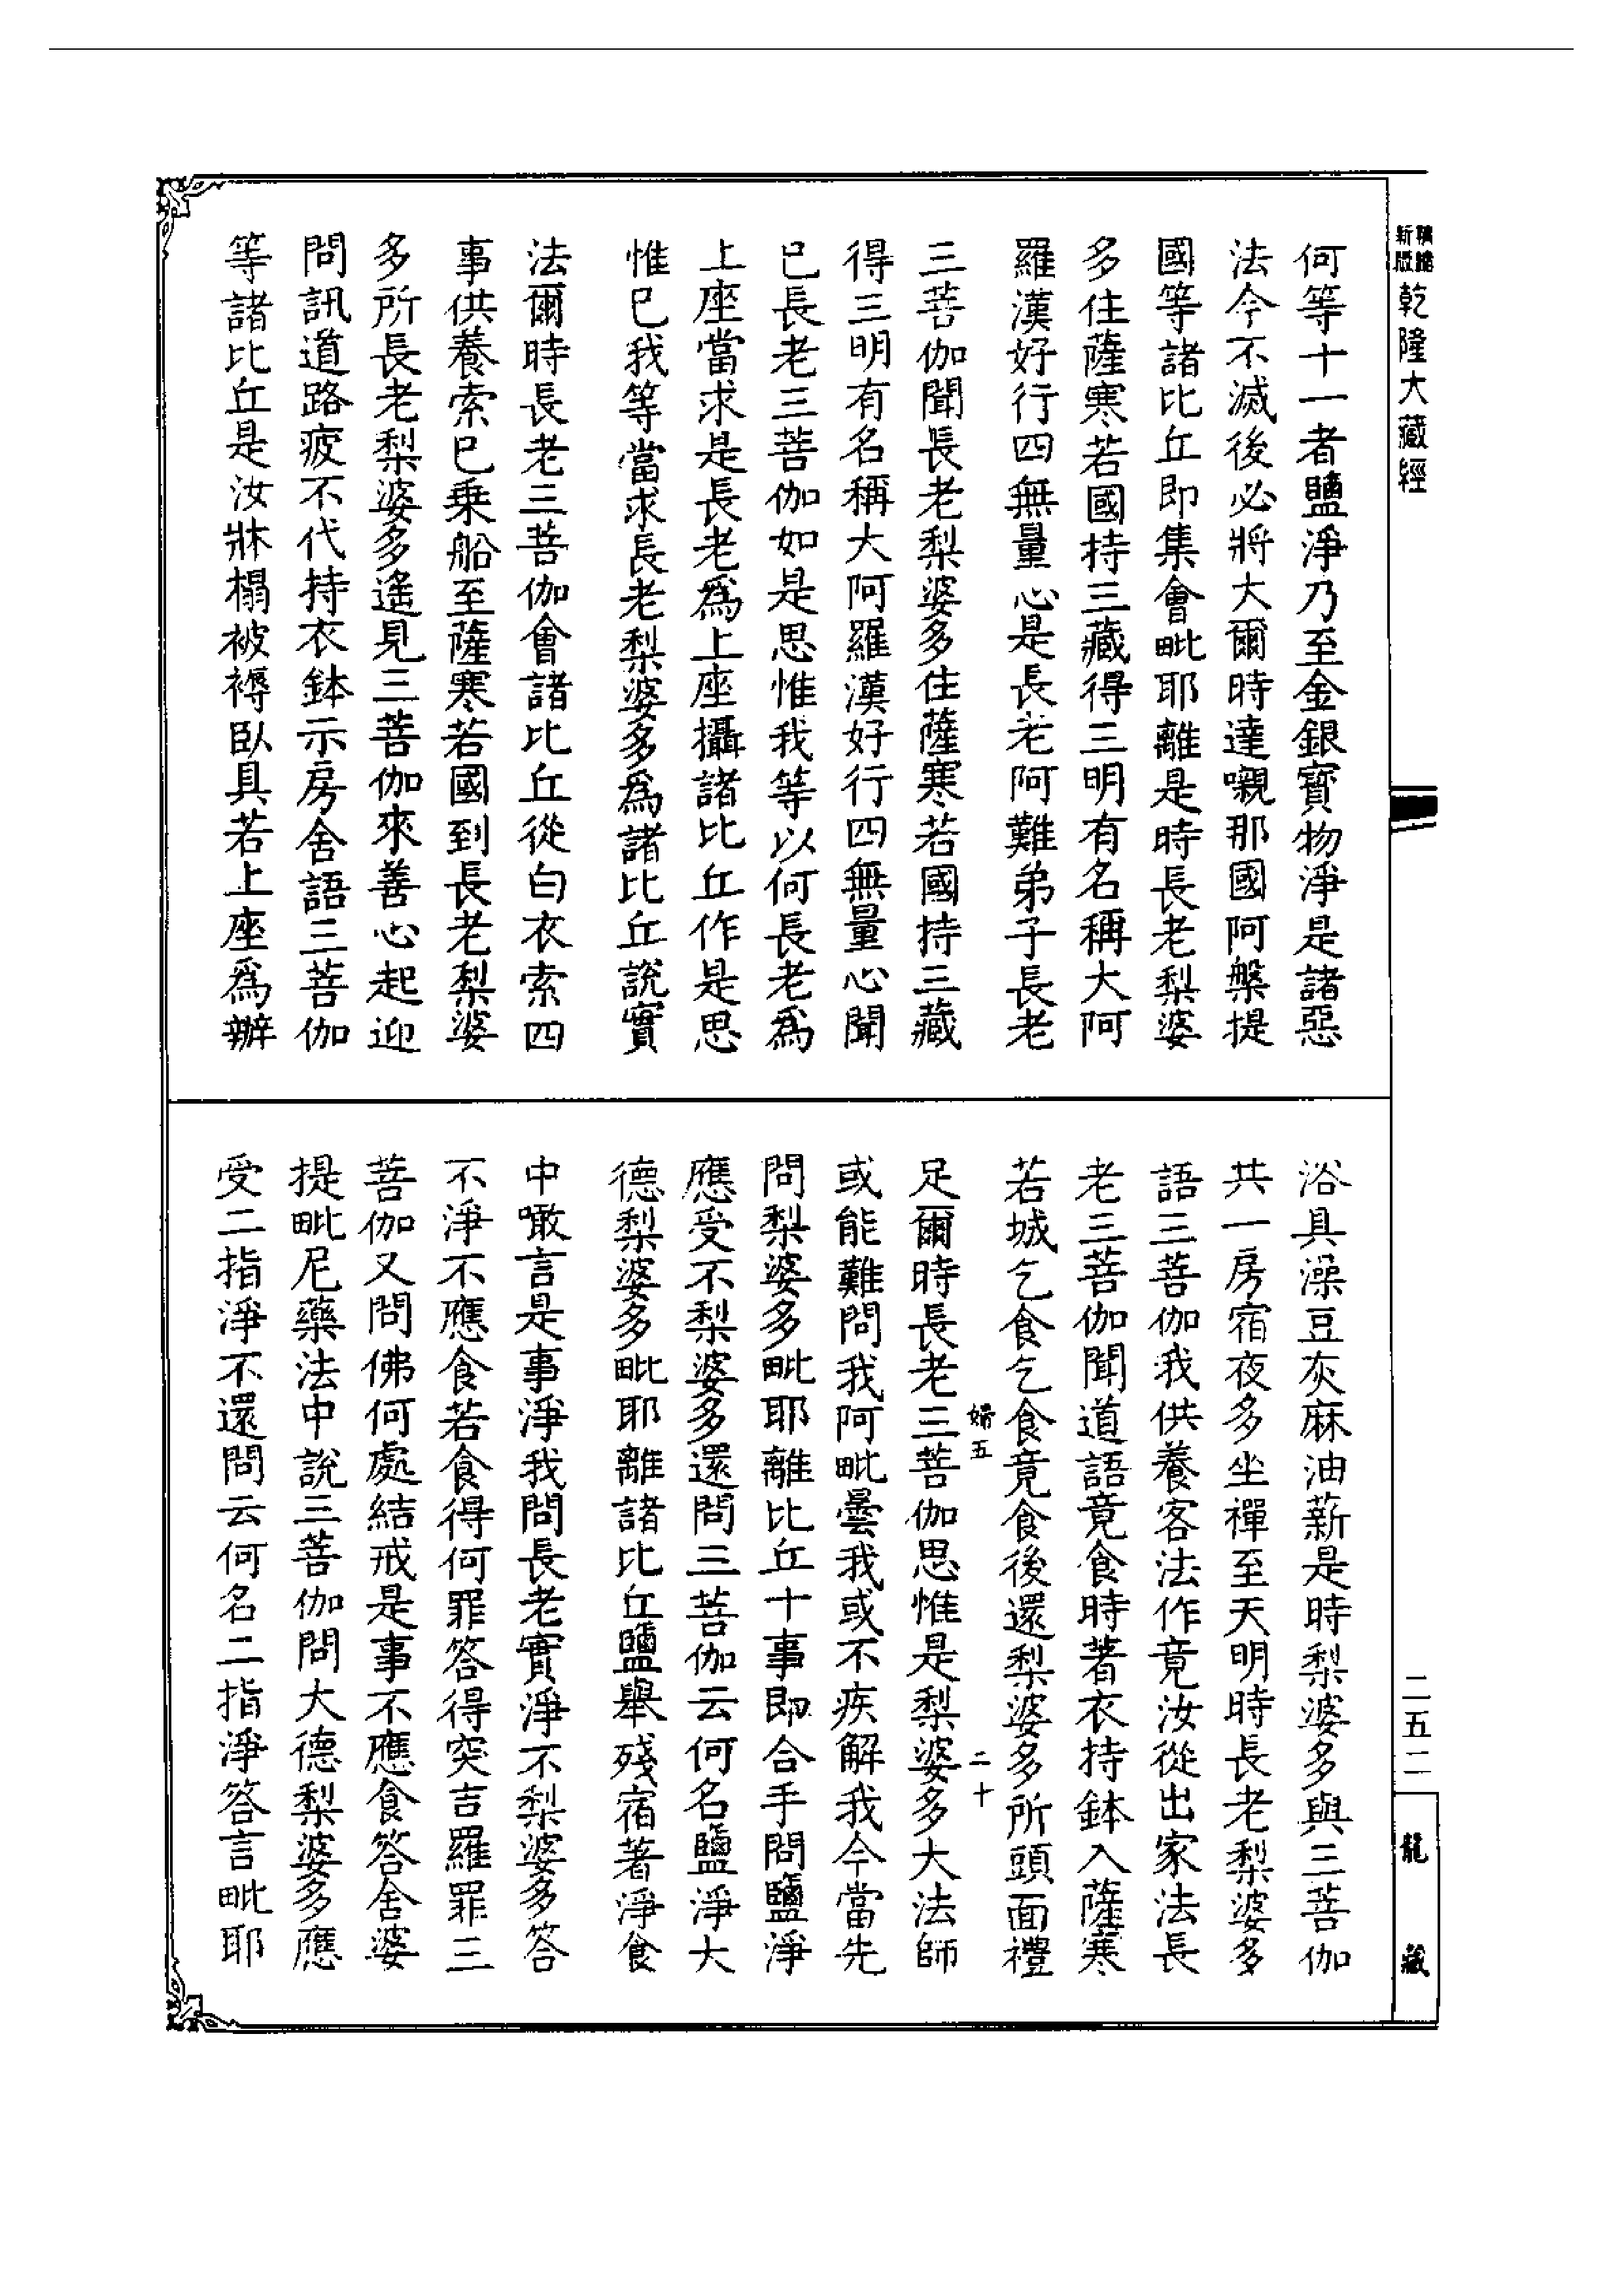 新版
乾隆大藏經
何等十一者鹽淨乃至金銀寶物淨是諸惡
法今不滅後必將大爾時達嚫那國阿槃提
國等諸比丘即集會毗耶離是時長老梨婆
多住薩寒若國持三藏得三明有名稱大阿
羅漢好行四無量心是長老阿難弟子長老
三菩伽聞長老梨婆多住薩寒若國持三藏
得三明有名稱大阿羅漢好行四無量心聞
已長老三菩伽如是思惟我等以何長老爲
上座當求是長老爲上座攝諸比丘作是思
惟已我等當求長老梨婆多爲諸比丘說實
法爾時長老三菩伽會諸比丘從白衣索四
事供養索已乘船至薩寒若國到長老梨婆
多所長老梨婆多遙見三菩伽來善心起迎
問訊道路疲不代持衣鉢示房舍語三菩伽
等諸比丘是汝牀榻被褥臥具若上座爲辦
浴具澡豆灰麻油薪是時梨婆多與三菩伽
共一房宿夜多坐禪至天明時長老梨婆多
語三菩伽我供養客法作竟汝從出家法長
老三菩伽聞道語竟食時著衣持鉢入薩寒
若城乞食乞食竟食後還梨婆多所頭面禮
婦五 二十
足爾時長老三菩伽思惟是梨婆多大法師
或能難問我阿毗曇我或不疾解我今當先
問梨婆多毗耶離比丘十事即合手問鹽淨
應受不梨婆多還問三菩伽云何名鹽淨大
德梨婆多毗耶離諸比丘鹽舉殘宿著淨食
中噉言是事淨我問長老實淨不梨婆多答
不淨不應食若食得何罪答得突吉羅罪三
菩伽又問佛何處結戒是事不應食答舍婆
提毗尼藥法中說三菩伽問大德梨婆多應
受二指淨不還問云何名二指淨答言毗耶
二五二
龍藏